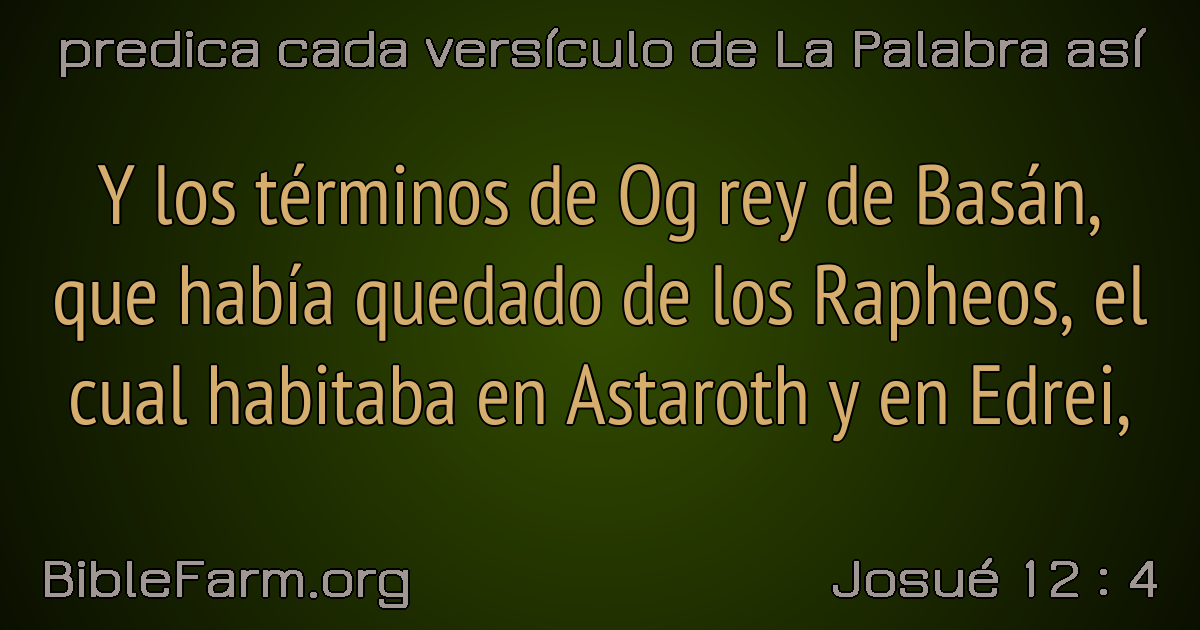 predica cada versículo de La Palabra así
Y los términos de Og rey de Basán,
que había quedado de los Rapheos, el
cual habitaba en Astaroth y en Edrei,
BibleFarm.org
Josué 12 : 4